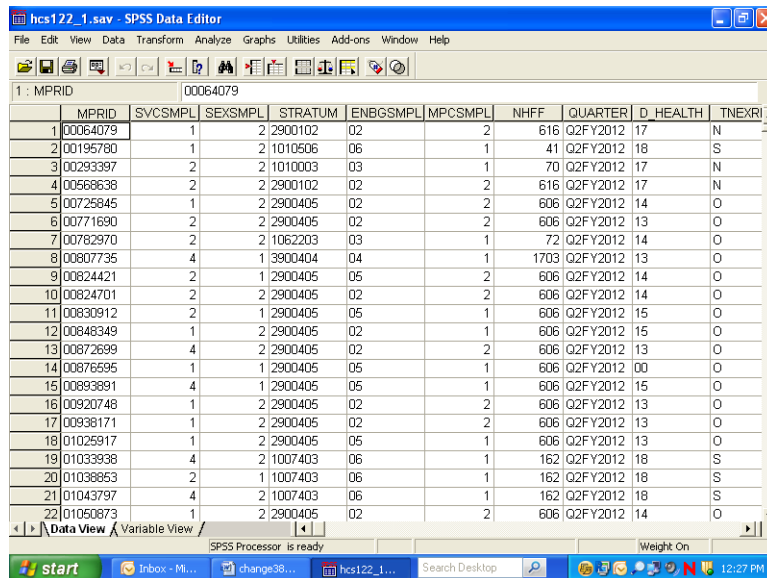 hcs122_1.sav - SPSS Data Editor
File Edit View Data Transform Analyze Graphs Utilities Add-ons Window Help
1 : MPRID 00064079
MPRID SVCSMPL SEXSMPL STRATUM ENBGSMPL MPCSMPL NHFF QUARTER D_HEALTH TNEXRE
1 00064079 1 2 2900102 02 2 616 Q2FY2012 17 N
2 00195780 1 2 1010506 06 1 41 Q2FY2012 18 S
3 00293397 2 2 1010003 03 1 70 Q2FY2012 17 N
4 00568638 2 2 2900102 02 2 616 Q2FY2012 17 N
5 00725845 1 2 2900405 02 2 606 Q2FY2012 14 O
6 00771690 2 2 2900405 02 2 606 Q2FY2012 13 O
7 00782970 2 2 1062203 03 1 72 Q2FY2012 14 O
8 00807735 4 1 3900404 04 1 1703 Q2FY2012 13 O
9 00824421 2 1 2900405 05 1 606 Q2FY2012 14 O
10 00824701 2 2 2900405 02 2 606 Q2FY2012 14 O
11 00830912 2 1 2900405 05 1 606 Q2FY2012 15 O
12 00848349 1 2 2900405 02 1 606 Q2FY2012 15 O
13 00872699 4 2 2900405 02 2 606 Q2FY2012 13 O
14 00876595 1 1 2900405 05 1 606 Q2FY2012 00 O
15 00893891 4 1 2900405 05 1 606 Q2FY2012 15 O
16 00920748 1 2 2900405 02 2 606 Q2FY2012 13 O
17 00938171 1 2 2900405 02 2 606 Q2FY2012 13 O
18 01025917 1 2 2900405 05 1 606 Q2FY2012 13 O
19 01033938 4 2 1007403 06 1 162 Q2FY2012 18 S
20 01038853 2 1 1007403 06 1 162 Q2FY2012 18 S
21 01043797 4 2 1007403 06 1 162 Q2FY2012 18 S
22 01050873 1 2 2900405 02 2 606 Q2FY2012 14 O
Data View Variable View
SPSS Processor is ready Weight On
start Inbox - Mi... change38... hcs122_1... Search Desktop 12:27 PM